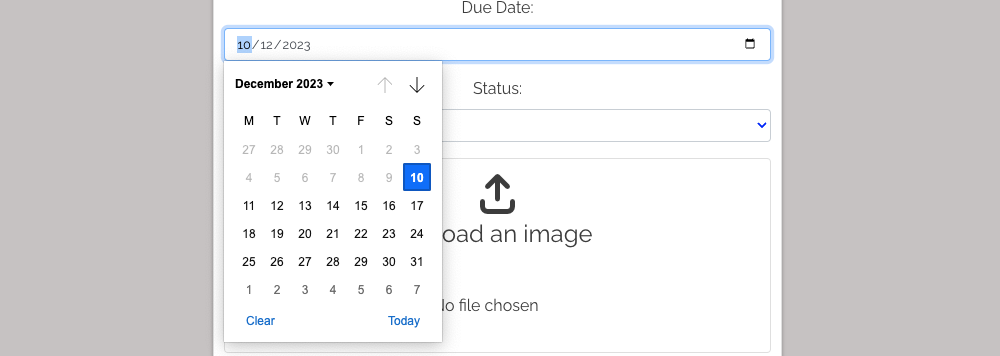 Due Date:
10/12/2023
December 2023
Status:
M T W T F S S
27 28 29 30 1 2 3
4 5 6 7 8 9 10
11 12 13 14 15 16 17
18 19 20 21 22 23 24
25 26 27 28 29 30 31
1 2 3 4 5 6 7
Clear Today
oad an image
o file chosen